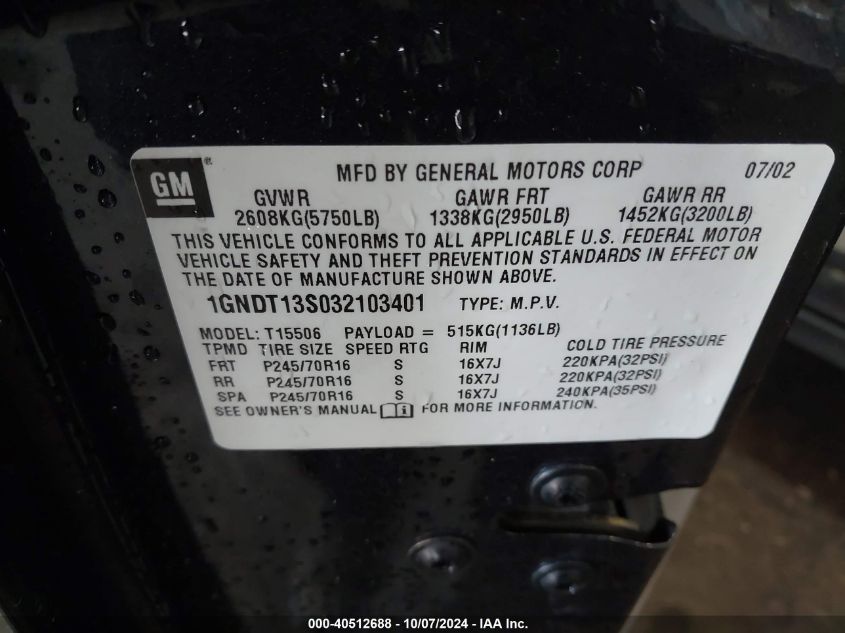 GM ® MFD BY GENERAL MOTORS CORP 07/02
GVWR GAWR FRT GAWR RR
2608KG(5750LB) 1338KG(2950LB) 1452KG(3200LB)
THIS VEHICLE CONFORMS TO ALL APPLICABLE U.S. FEDERAL MOTOR
VEHICLE SAFETY AND THEFT PREVENTION STANDARDS IN EFFECT ON
THE DATE OF MANUFACTURE SHOWN ABOVE.
1GNDT13S032103401 TYPE: M.P.V.
MODEL: T15506 PAYLOAD = 515KG(1136LB)
TPMD TIRE SIZE SPEED RTG RIM COLD TIRE PRESSURE
FRT P245/70R16 S 16X7J 220KPA(32PSI)
RR P245/70R16 S 16X7J 220KPA(32PSI)
SPA P245/70R16 S 16X7J 240KPA(35PSI)
SEE OWNER'S MANUAL FOR MORE INFORMATION.
000-40512688 - 10/07/2024 - IAA Inc.